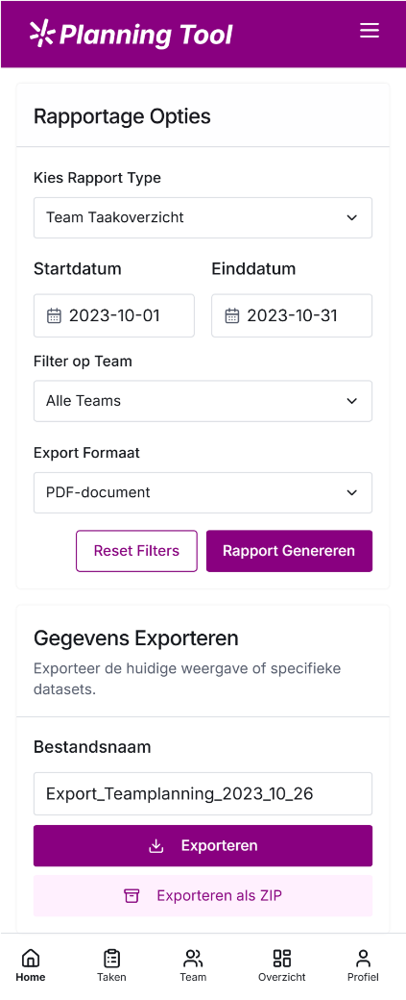 Planning Tool
Rapportage Opties
Kies Rapport Type
Team Taakoverzicht
Startdatum Einddatum
2023-10-01 2023-10-31
Filter op Team
Alle Teams
Export Formaat
PDF-document
Reset Filters Rapport Genereren
Gegevens Exporteren
Exporteer de huidige weergave of specifieke
datasets.
Bestandsnaam
Export_Teamplanning_2023_10_26
Exporteren
Exporteren als ZIP
Home Taken Team Overzicht Profiel